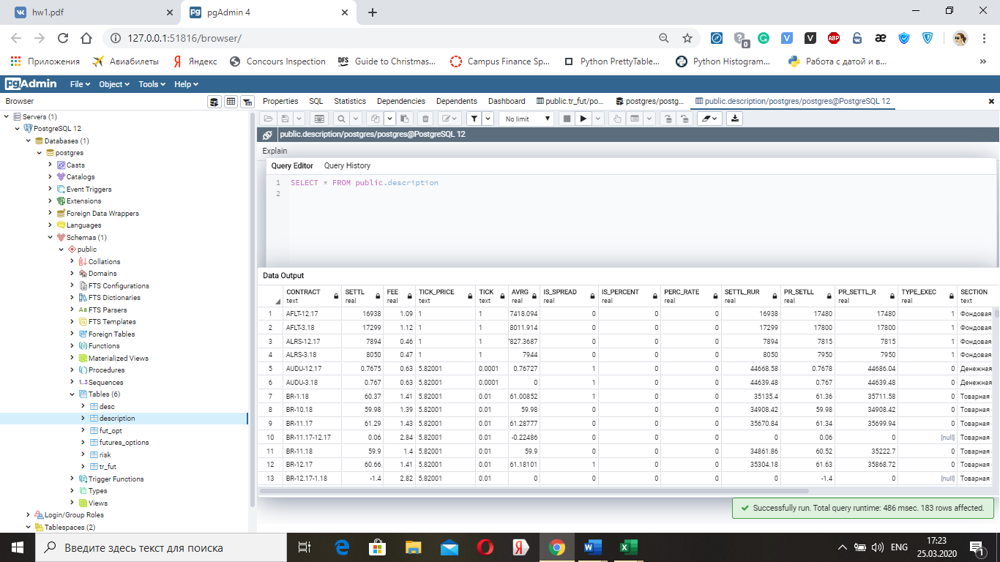 hw1.pdf
pgAdmin 4
127.0.0.1:51816/browser/
Приложения Авиабилеты Яндекс Concours Inspection DFS Guide to Christmas... Campus Finance Sp... Python PrettyTable... Python Histogram... Работа с датой и в... »
pgAdmin File Object Tools Help
Browser
Properties SQL Statistics Dependencies Dependents Dashboard public.tr_fut/po... postgres/postg... public.description/postgres/postgres@PostgreSQL 12
No limit
public.description/postgres/postgres@PostgreSQL 12
Explain
Query Editor Query History
1 SELECT * FROM public.description
2
Servers (1)
PostgreSQL 12
Databases (1)
postgres
Casts
Catalogs
Event Triggers
Extensions
Foreign Data Wrappers
Languages
Schemas (1)
public
Collations
Domains
FTS Configurations
FTS Dictionaries
FTS Parsers
FTS Templates
Foreign Tables
Functions
Materialized Views
Procedures
1..3 Sequences
Tables (6)
desc
description
fut_opt
futures_options
risk
tr_fut
Trigger Functions
Types
Views
Login/Group Roles
Tablespaces (2)
Data Output
CONTRACT SETTL FEE TICK_PRICE TICK AVRG IS_SPREAD IS_PERCENT PERC_RATE SETTL_RUR PR_SETLL PR_SETTL_R TYPE_EXEC SECTION
text real real text text real real real real real real real real text
1 AFLT-12.17 16938 1.09 1 1 7418.094 0 0 0 16938 17480 17480 1 Фондовая
2 AFLT-3.18 17299 1.12 1 1 8011.914 0 0 0 17299 17800 17800 1 Фондовая
3 ALRS-12.17 7894 0.46 1 1 827.3687 0 0 0 7894 7815 7815 1 Фондовая
4 ALRS-3.18 8050 0.47 1 1 7944 0 0 0 8050 7950 7950 1 Фондовая
5 AUDU-12.17 0.7675 0.63 5.82001 0.0001 0.76727 1 0 0 44668.58 0.7678 44686.04 0 Денежная
6 AUDU-3.18 0.767 0.63 5.82001 0.0001 0 1 0 0 44639.48 0.767 44639.48 0 Денежная
7 BR-1.18 60.37 1.41 5.82001 0.01 61.00852 1 0 0 35135.4 61.36 35711.58 0 Товарная
8 BR-10.18 59.98 1.39 5.82001 0.01 59.98 0 0 0 34908.42 59.98 34908.42 0 Товарная
9 BR-11.17 61.29 1.43 5.82001 0.01 61.28777 0 0 0 35670.84 61.34 35699.94 0 Товарная
10 BR-11.17-12.17 0.06 2.84 5.82001 0.01 -0.22486 0 0 0 0 0.06 0 [null] Товарная
11 BR-11.18 59.9 1.4 5.82001 0.01 59.9 0 0 0 34861.86 60.52 35222.7 0 Товарная
12 BR-12.17 60.66 1.41 5.82001 0.01 61.18101 1 0 0 35304.18 61.63 35868.72 0 Товарная
13 BR-12.17-1.18 -1.4 2.82 5.82001 0.01 0 0 0 0 0 -1.4 0 [null] Товарная
Successfully run. Total query runtime: 486 msec. 183 rows affected.
Введите здесь текст для поиска
ENG
17:23
25.03.2020
1